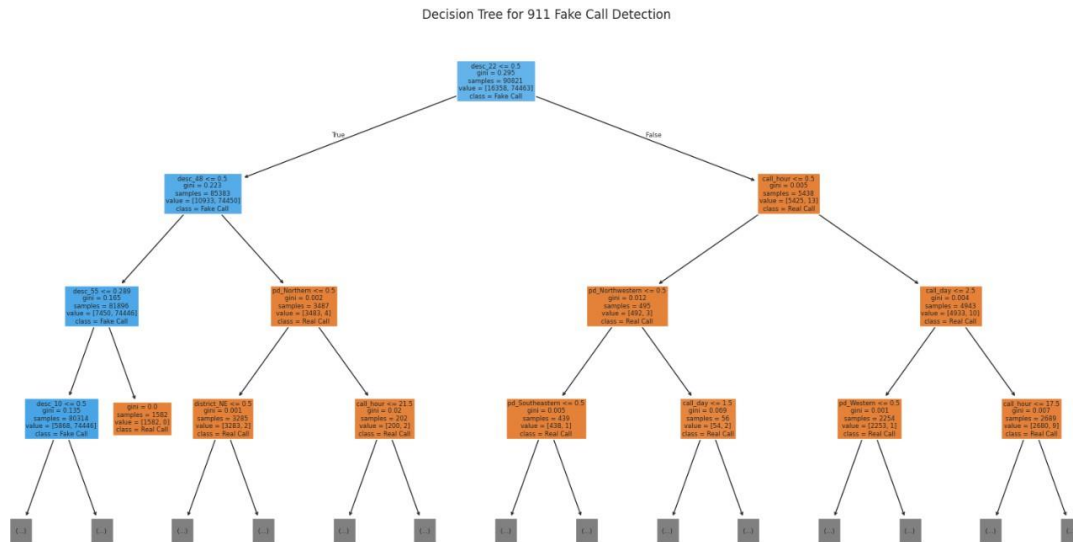 Decision Tree for 911 Fake Call Detection
desc_22 <= 0.5
gini = 0.295
samples = 90821
value = [16358, 74463]
class = Fake Call
True
False
desc_48 <= 0.5
gini = 0.223
samples = 85383
value = [10933, 74450]
class = Fake Call
call_hour <= 0.5
gini = 0.005
samples = 5438
value = [5425, 13]
class = Real Call
desc_55 <= 0.289
gini = 0.165
samples = 81896
value = [7450, 74446]
class = Fake Call
pd_Northern <= 0.5
gini = 0.002
samples = 3487
value = [3483, 4]
class = Real Call
pd_Northwestern <= 0.5
gini = 0.012
samples = 495
value = [492, 3]
class = Real Call
call_day <= 2.5
gini = 0.004
samples = 4943
value = [4933, 10]
class = Real Call
desc_10 <= 0.5
gini = 0.135
samples = 80314
value = [5868, 74446]
class = Fake Call
gini = 0.0
samples = 1582
value = [1582, 0]
class = Real Call
district_NE <= 0.5
gini = 0.001
samples = 3285
value = [3283, 2]
class = Real Call
call_hour <= 21.5
gini = 0.02
samples = 202
value = [200, 2]
class = Real Call
pd_Southeastern <= 0.5
gini = 0.005
samples = 439
value = [438, 1]
class = Real Call
call_day <= 1.5
gini = 0.069
samples = 56
value = [54, 2]
class = Real Call
pd_Western <= 0.5
gini = 0.001
samples = 2254
value = [2253, 1]
class = Real Call
call_hour <= 17.5
gini = 0.007
samples = 2689
value = [2680, 9]
class = Real Call
(...)
(...)
(...)
(...)
(...)
(...)
(...)
(...)
(...)
(...)
(...)
(...)
(...)
(...)